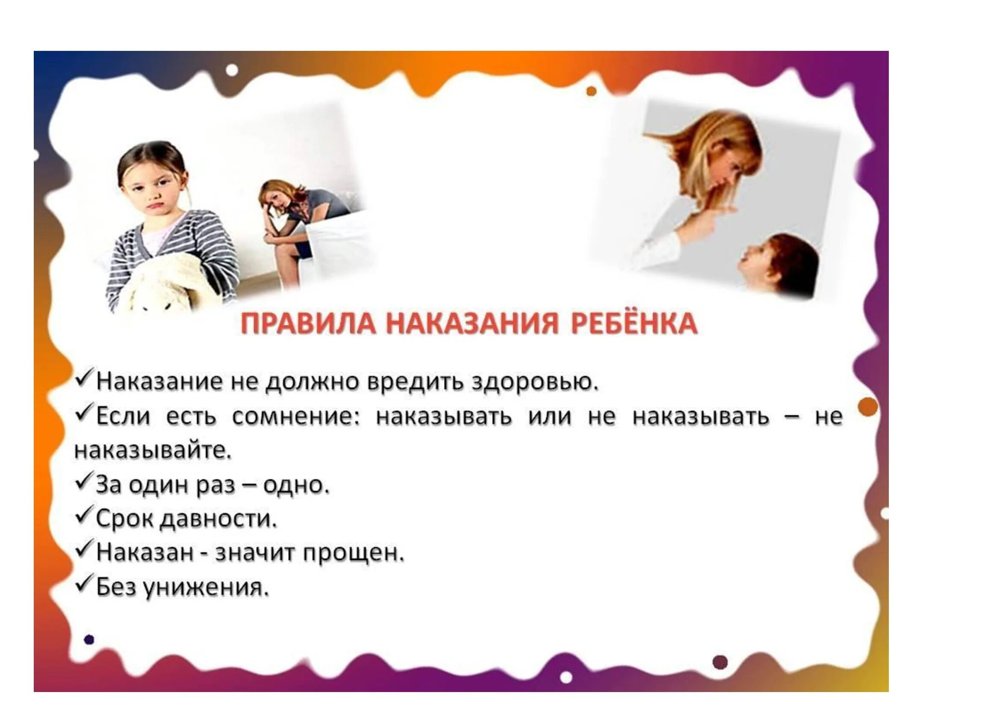 ПРАВИЛА НАКАЗАНИЯ РЕБЁНКА
✓Наказание не должно вредить здоровью.
✓Если есть сомнение: наказывать или не наказывать – не
наказывайте.
✓За один раз – одно.
✓Срок давности.
✓Наказан - значит прощен.
✓Без унижения.